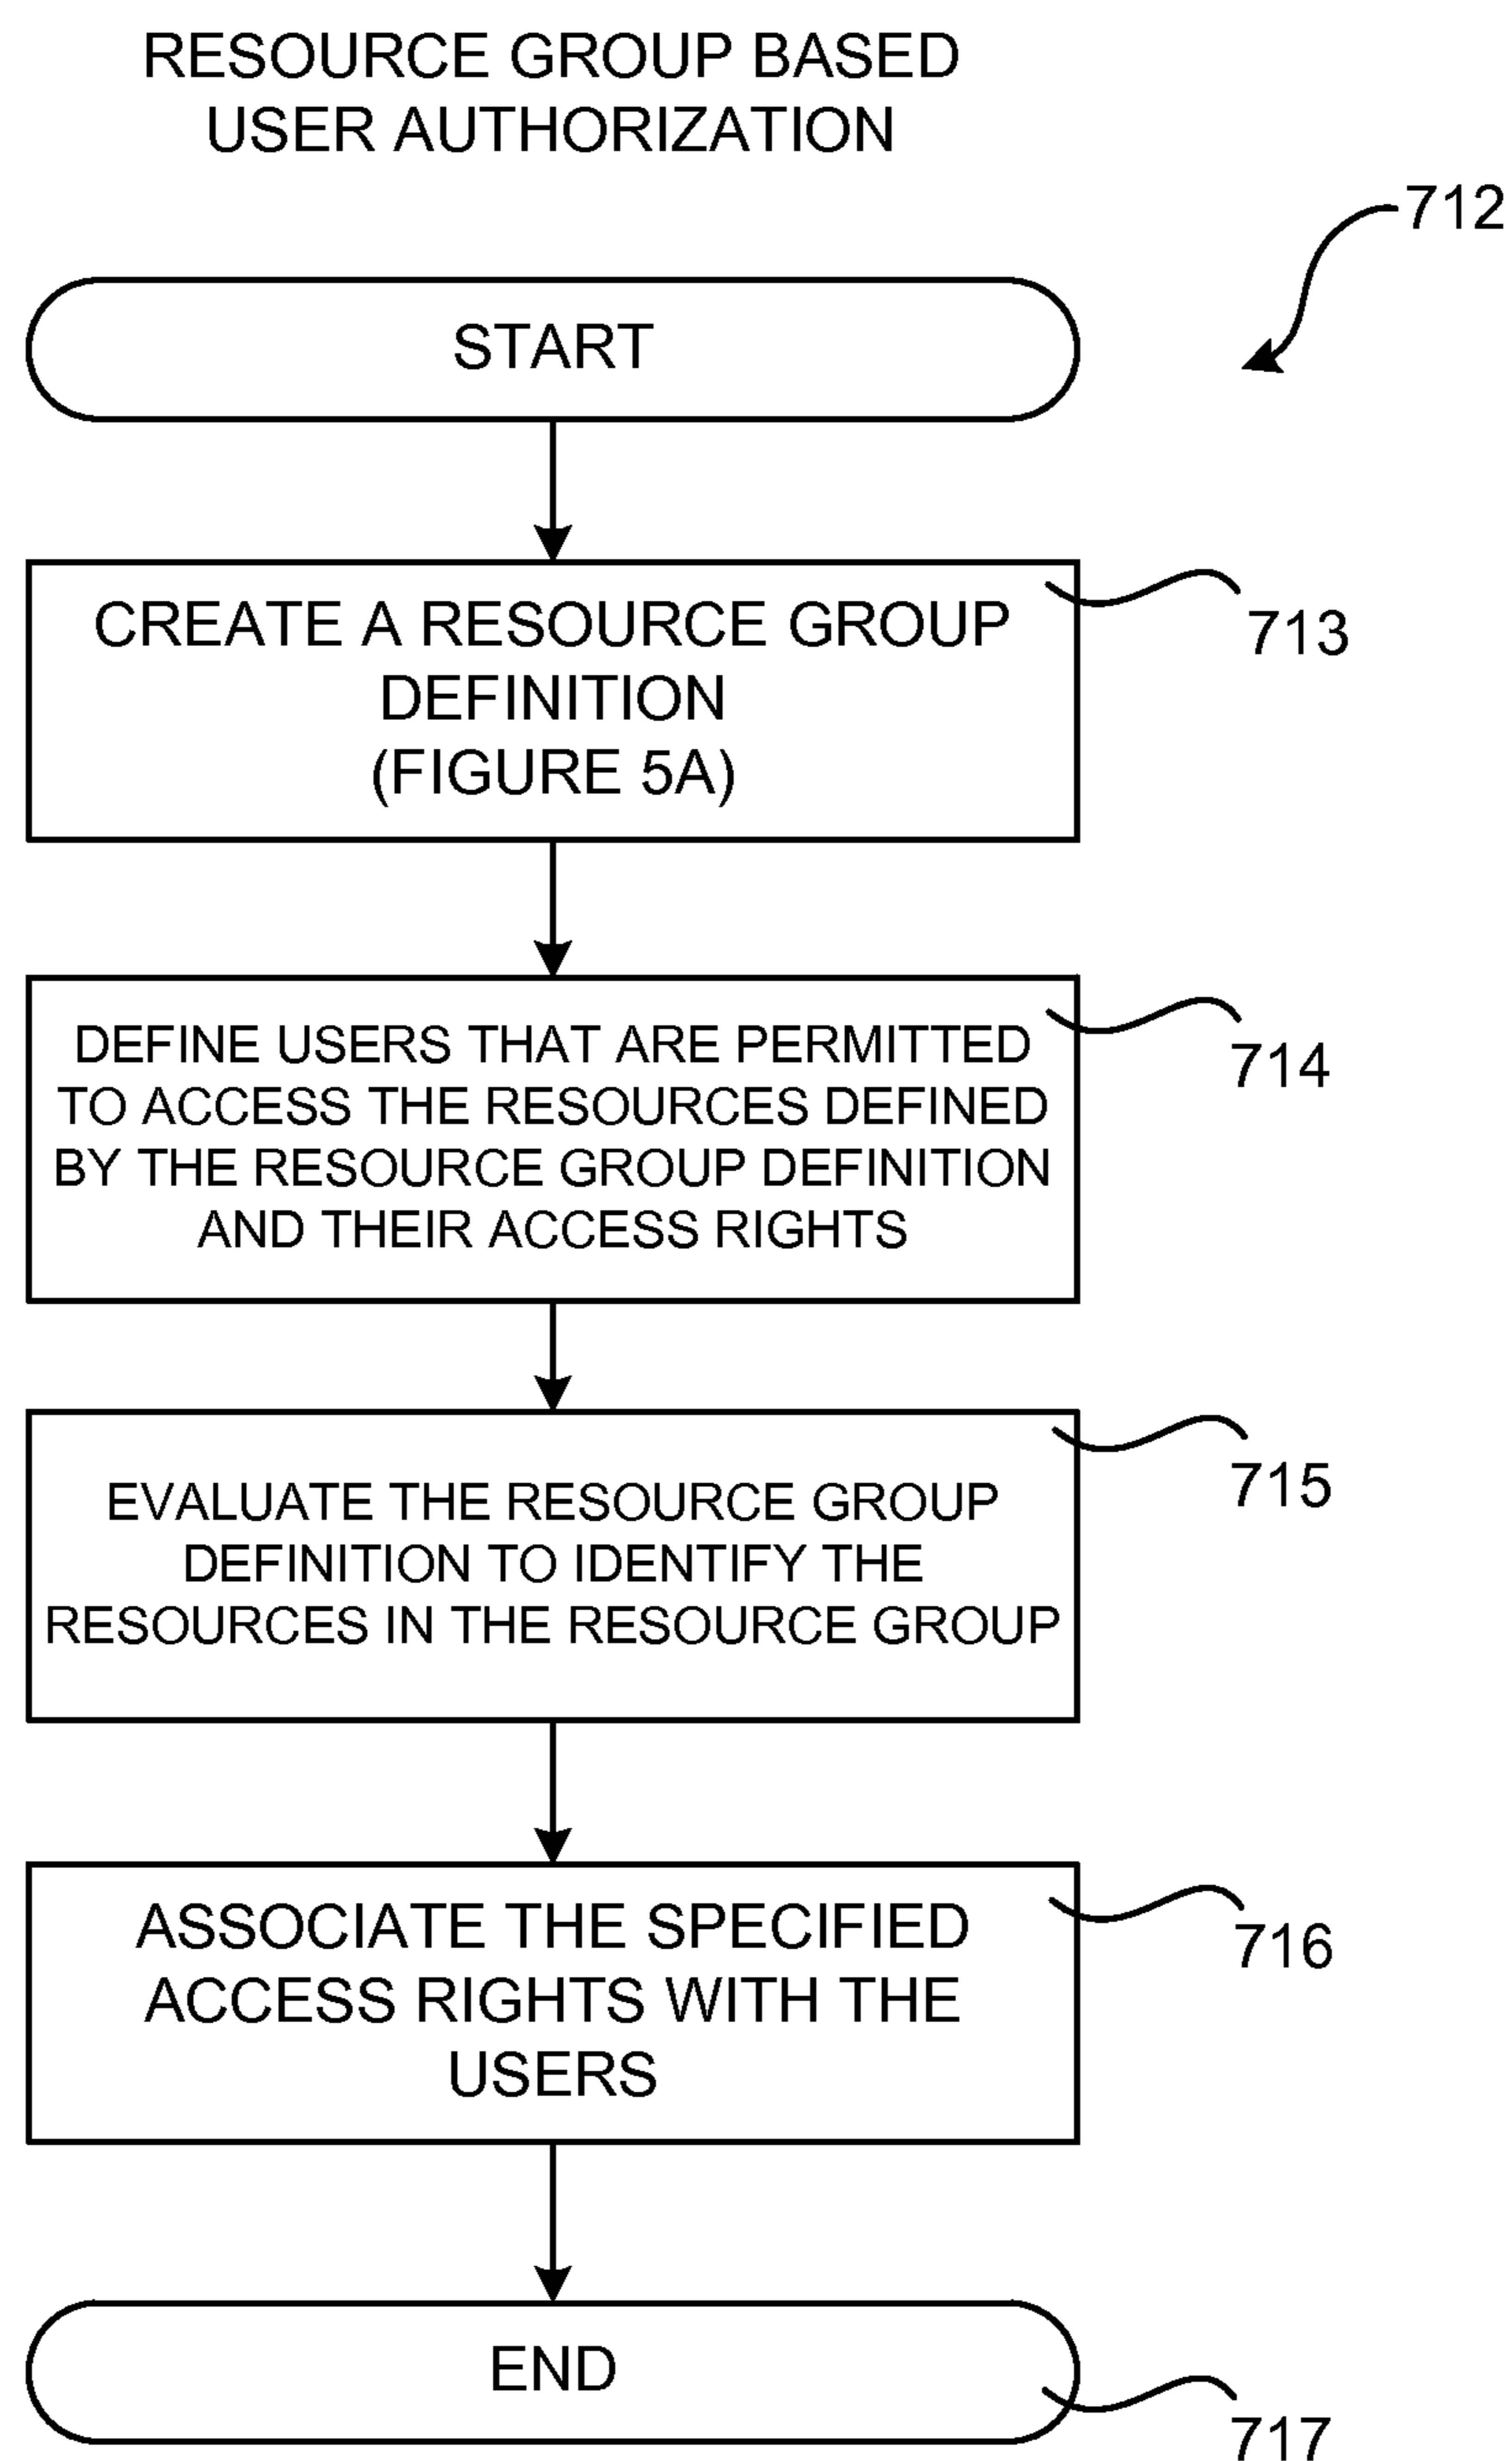 RESOURCE GROUP BASED
USER AUTHORIZATION
712
START
CREATE A RESOURCE GROUP
DEFINITION
(FIGURE 5A)
713
DEFINE USERS THAT ARE PERMITTED
TO ACCESS THE RESOURCES DEFINED
BY THE RESOURCE GROUP DEFINITION
AND THEIR ACCESS RIGHTS
714
EVALUATE THE RESOURCE GROUP
DEFINITION TO IDENTIFY THE
RESOURCES IN THE RESOURCE GROUP
715
ASSOCIATE THE SPECIFIED
ACCESS RIGHTS WITH THE
USERS
716
END
717